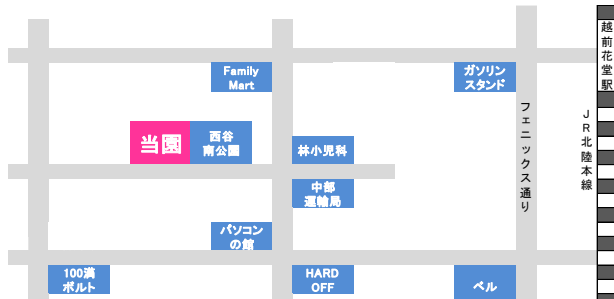 越前花堂駅
Family
Mart
ガソリン
スタンド
フェニックス通り
JR北陸本線
当園
西谷
南公園
林小児科
中部
運輸局
パソコン
の館
100満
ボルト
HARD
OFF
ベル